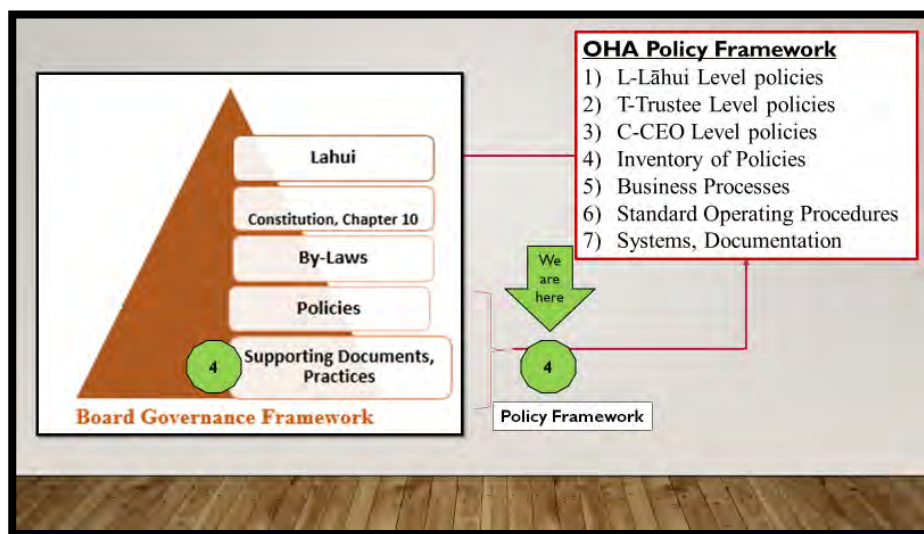 OHA Policy Framework
1) L-Lāhui Level policies
2) T-Trustee Level policies
3) C-CEO Level policies
4) Inventory of Policies
5) Business Processes
6) Standard Operating Procedures
7) Systems, Documentation
Lahui
Constitution, Chapter 10
By-Laws
Policies
4
Supporting Documents,
Practices
Board Governance Framework
We
are
here
4
Policy Framework